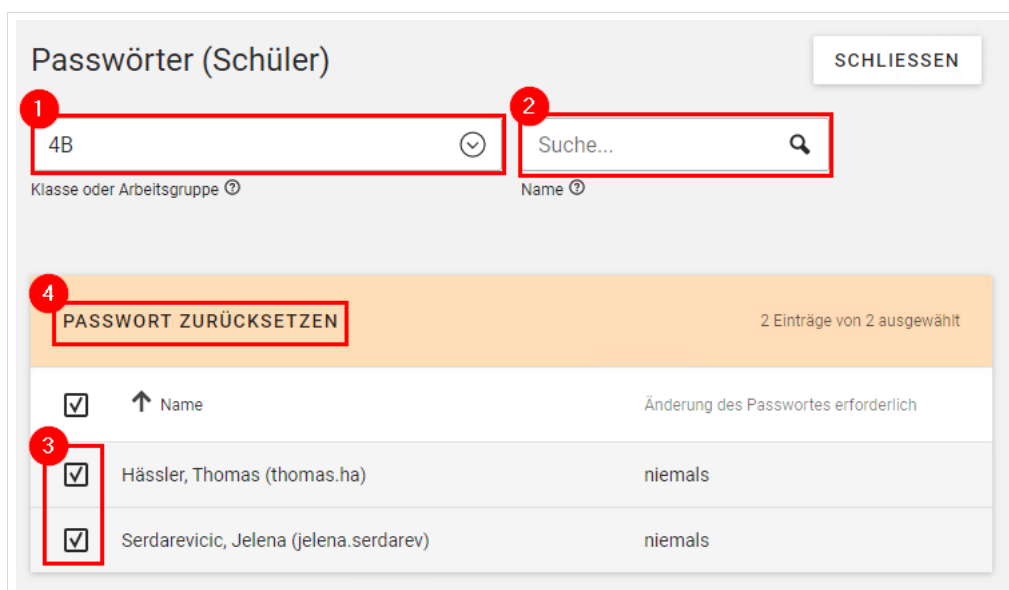 Passwörter (Schüler)
SCHLIESSEN
1
2
4B
Suche...
Klasse oder Arbeitsgruppe
Name
4
PASSWORT ZURÜCKSETZEN
2 Einträge von 2 ausgewählt
Name
Änderung des Passwortes erforderlich
3
Hässler, Thomas (thomas.ha)
niemals
Serdarevicic, Jelena (jelena.serdarev)
niemals